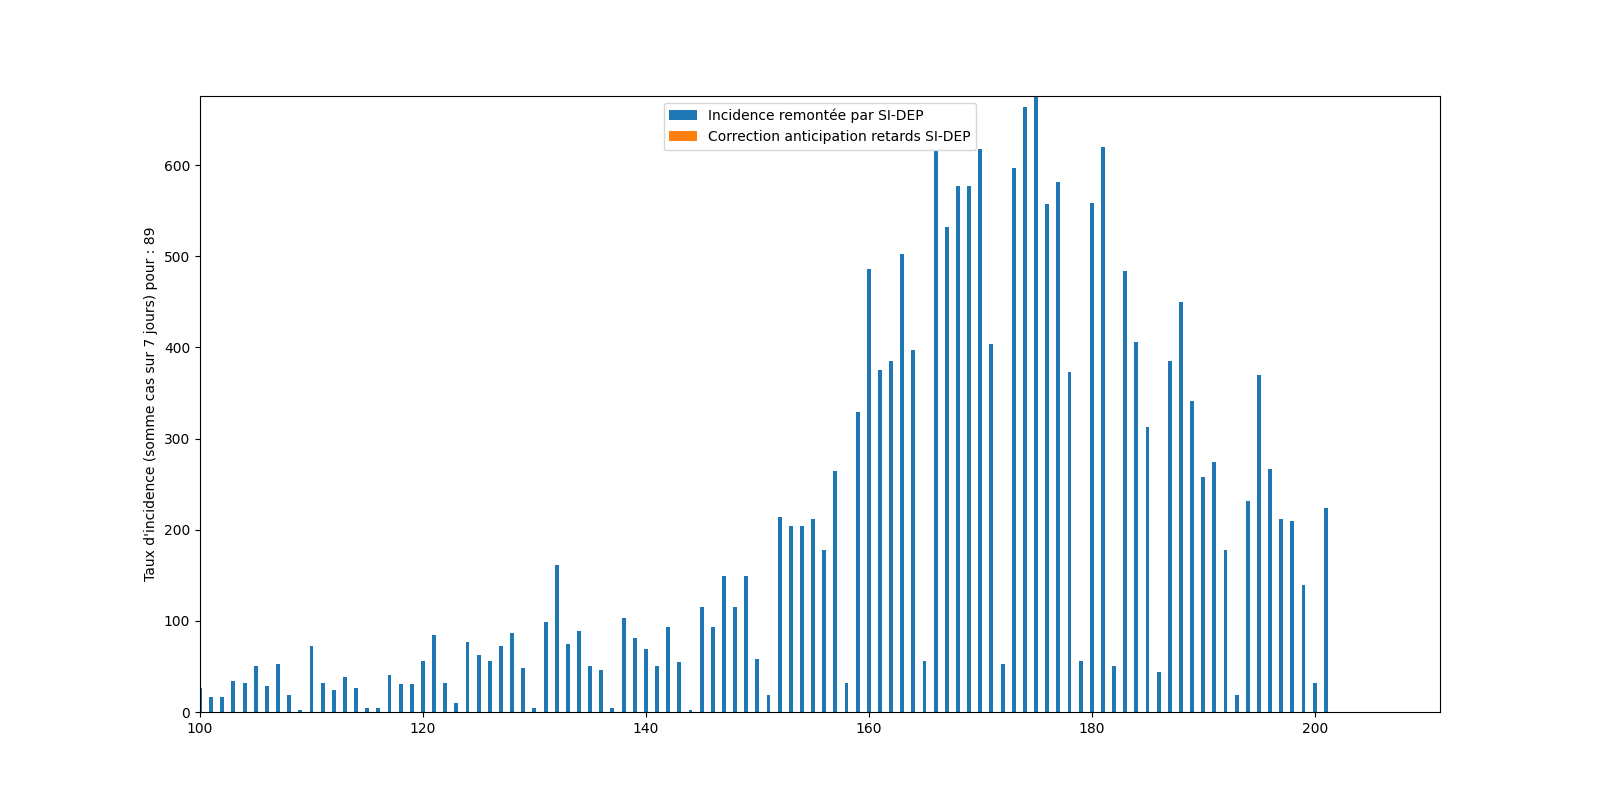 Incidence remontée par SI-DEP
Correction anticipation retards SI-DEP
Taux d'incidence (somme cas sur 7 jours) pour : 89
600
500
400
300
200
100
0
100 120 140 160 180 200